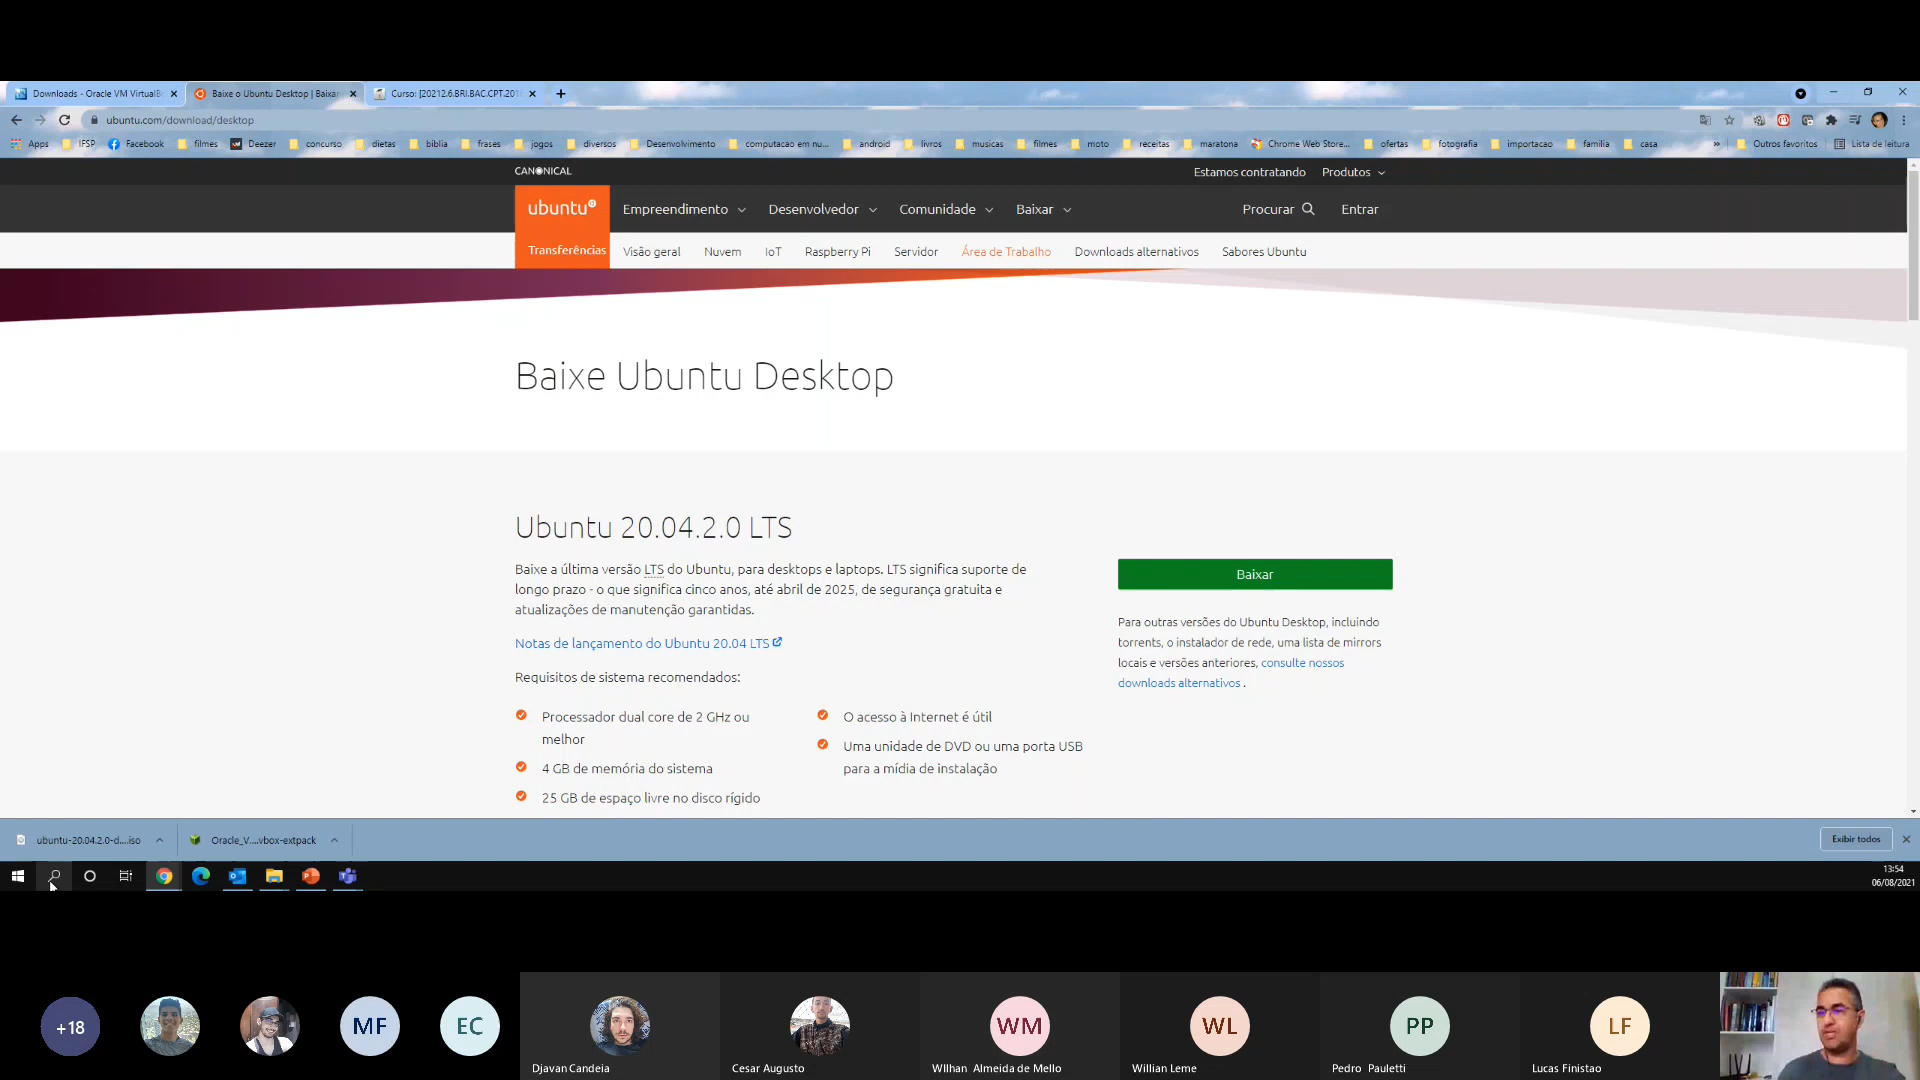 Downloads - Oracle VM VirtualB
Baixe o Ubuntu Desktop | Baixar
Curso: [20212.6.BRI.BAC.CPT.201
ubuntu.com/download/desktop
Apps
IFSP
Facebook
filmes
Deezer
concurso
dietas
biblia
frases
jogos
diversos
Desenvolvimento
computacao em nu...
android
livros
musicas
filmes
moto
receitas
maratona
Chrome Web Store...
ofertas
fotografia
importacao
familia
casa
»
Outros favoritos
Lista de leitura
CANONICAL
Estamos contratando
Produtos
ubuntu
Empreendimento
Desenvolvedor
Comunidade
Baixar
Procurar
Entrar
Transferências
Visão geral
Nuvem
IoT
Raspberry Pi
Servidor
Área de Trabalho
Downloads alternativos
Sabores Ubuntu
Baixe Ubuntu Desktop
Ubuntu 20.04.2.0 LTS
Baixe a última versão LTS do Ubuntu, para desktops e laptops. LTS significa suporte de
longo prazo - o que significa cinco anos, até abril de 2025, de segurança gratuita e
atualizações de manutenção garantidas.
Notas de lançamento do Ubuntu 20.04 LTS
Requisitos de sistema recomendados:
Processador dual core de 2 GHz ou
melhor
4 GB de memória do sistema
25 GB de espaço livre no disco rígido
O acesso à Internet é útil
Uma unidade de DVD ou uma porta USB
para a mídia de instalação
Baixar
Para outras versões do Ubuntu Desktop, incluindo
torrents, o instalador de rede, uma lista de mirrors
locais e versões anteriores, consulte nossos
downloads alternativos .
ubuntu-20.04.2.0-d....iso
Oracle_V....vbox-extpack
Exibir todos
13:54
06/08/2021
+18
MF
EC
Djavan Candeia
Cesar Augusto
WM
WIlhan Almeida de Mello
WL
Willian Leme
PP
Pedro Pauletti
LF
Lucas Finistao